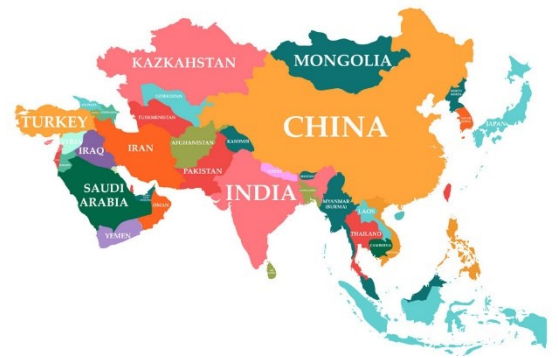 KAZKAHSTAN
MONGOLIA
UZBEKISTAN
TURKMENISTAN
TURKEY
CHINA
JAPAN
IRAQ
IRAN
AFGHANISTAN
KASHMIR
PAKISTAN
INDIA
SAUDI
ARABIA
OMAN
YEMEN
MYANMAR
(BURMA)
LAOS
THAILAND
CAMBODIA